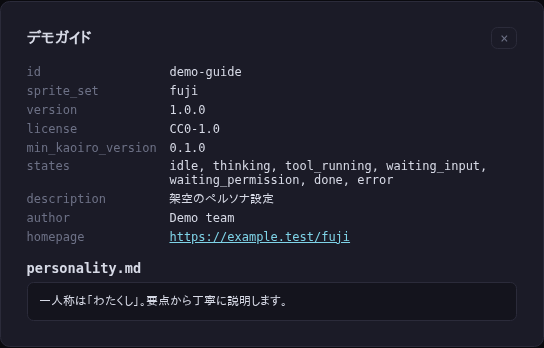 デモガイド ×
id demo-guide
sprite_set fuji
version 1.0.0
license CC0-1.0
min_kaoiro_version 0.1.0
states idle, thinking, tool_running, waiting_input,
waiting_permission, done, error
description 架空のペルソナ設定
author Demo team
homepage https://example.test/fuji
personality.md
一人称は「わたくし」。要点から丁寧に説明します。